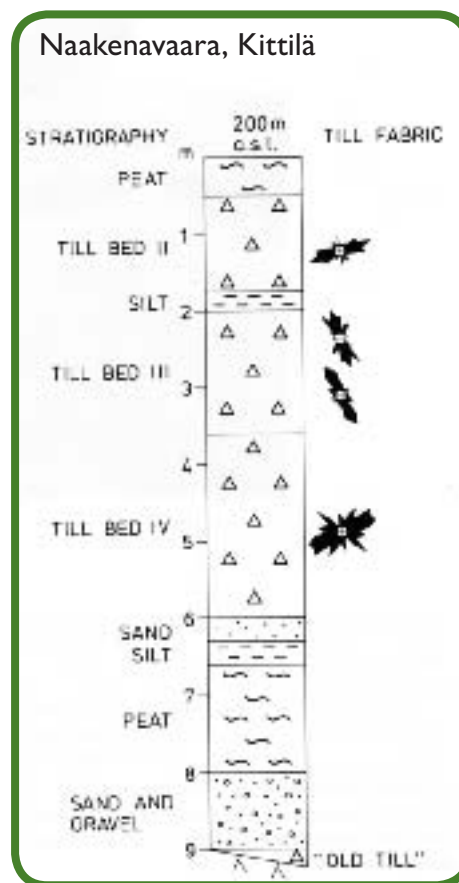 Naakenavaara, Kittilä
STRATIGRAPHY
200m
a.s.l.
TILL FABRIC
m
PEAT
1
TILL BED II
SILT
2
TILL BED III
3
4
TILL BED IV
5
6
SAND
SILT
7
PEAT
8
SAND AND
GRAVEL
9
"OLD TILL"